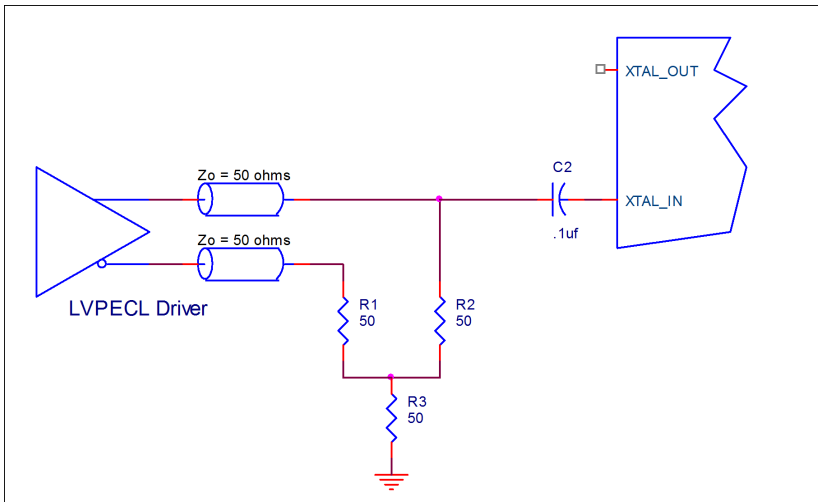 XTAL_OUT
C2
Zo = 50 ohms
XTAL_IN
.1uf
Zo = 50 ohms
LVPECL Driver
R1
50
R2
50
R3
50